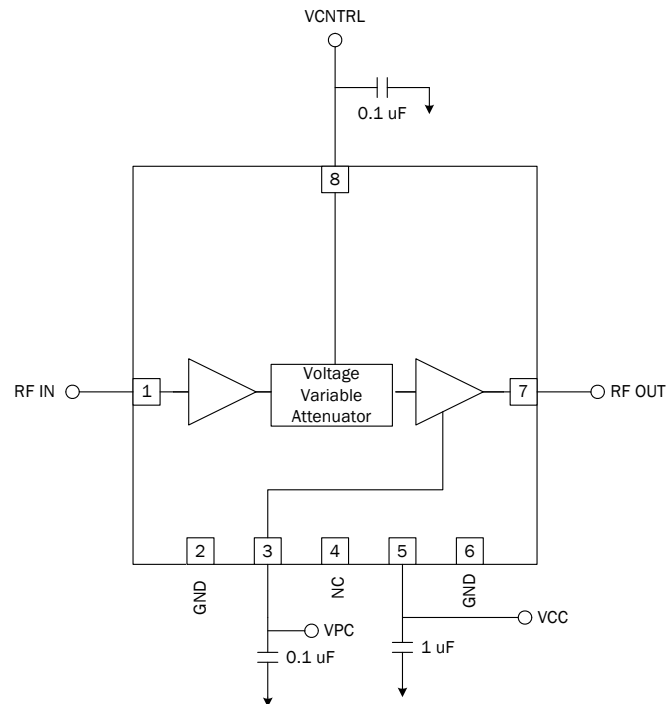 VCNTRL
0.1 uF
8
RF IN
1
Voltage
Variable
Attenuator
7
RF OUT
2
3
4
5
6
GND
NC
GND
VPC
VCC
0.1 uF
1 uF